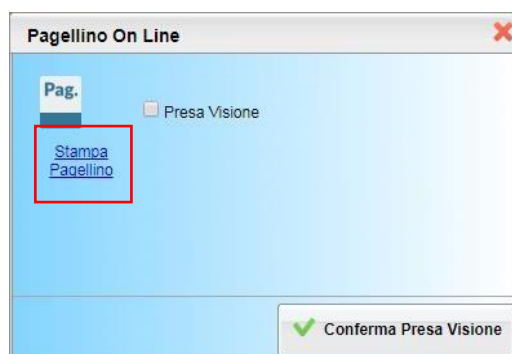 Pagellino On Line
Pag.
Presa Visione
Stampa
Pagellino
Conferma Presa Visione